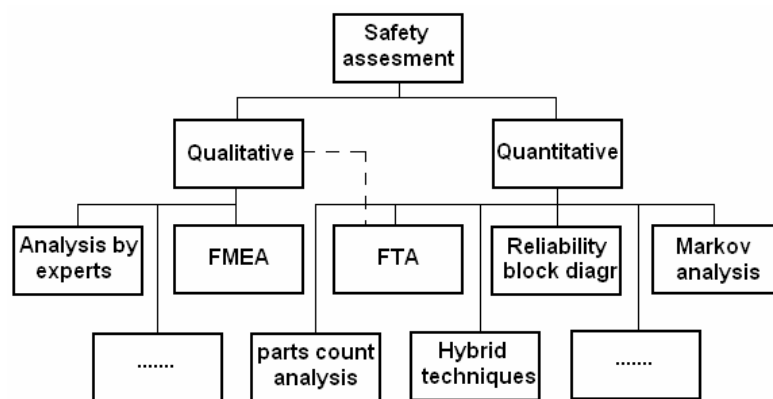 Safety
assesment
Qualitative
Quantitative
Analysis by
experts
FMEA
FTA
Reliability
block diagr
Markov
analysis
.......
parts count
analysis
Hybrid
techniques
.......